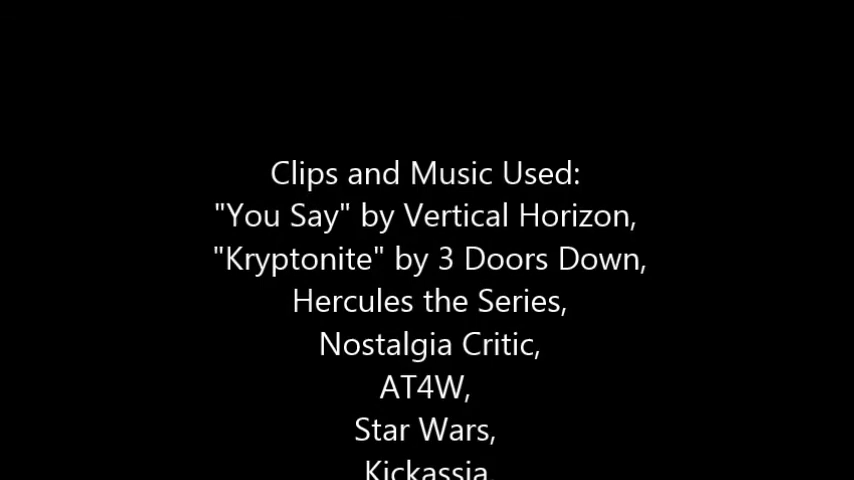 Clips and Music Used:
"You Say" by Vertical Horizon,
"Kryptonite" by 3 Doors Down,
Hercules the Series,
Nostalgia Critic,
AT4W,
Star Wars,
Kickassia,